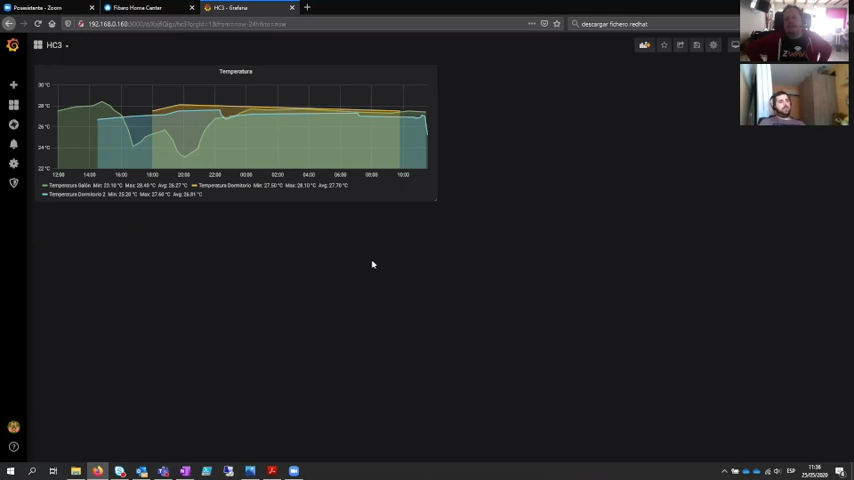 Posexistente - Zoom
Fibaro Home Center
HC3 - Grafana
192.168.0.160
descargar fichero redhat
HC3
Temperatura
30 °C
28 °C
26 °C
24 °C
22 °C
12:00 14:00 16:00 18:00 20:00 22:00 00:00 02:00 04:00 06:00 08:00 10:00
Temperatura Salón Min: 23.10 °C Max: 28.40 °C Avg: 26.27 °C Temperatura Dormitorio Min: 27.50 °C Max: 28.10 °C Avg: 27.70 °C
Temperatura Dormitorio 2 Min: 25.20 °C Max: 27.60 °C Avg: 26.91 °C
ESP
11:36
25/05/2020